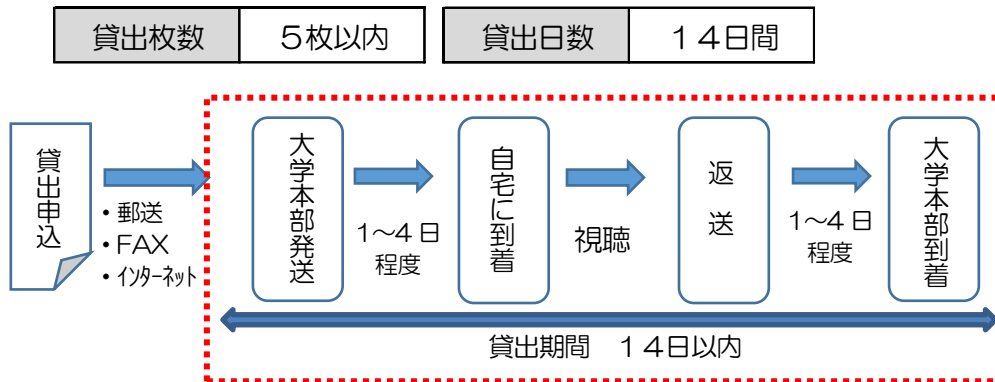 貸出枚数 5枚以内 貸出日数 14日間
貸出申込
・郵送
・FAX
・インターネット
大学本部発送
1～4日
程度
自宅に到着
視聴
返送
1～4日
程度
大学本部到着
貸出期間 14日以内